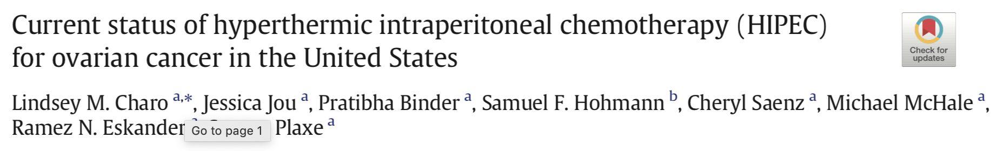 Current status of hyperthermic intraperitoneal chemotherapy (HIPEC)
for ovarian cancer in the United States
Check for
updates
Lindsey M. Charo a,*, Jessica Jou a, Pratibha Binder a, Samuel F. Hohmann b, Cheryl Saenz a, Michael McHale a,
Ramez N. Eskander Plaxe a
Go to page 1